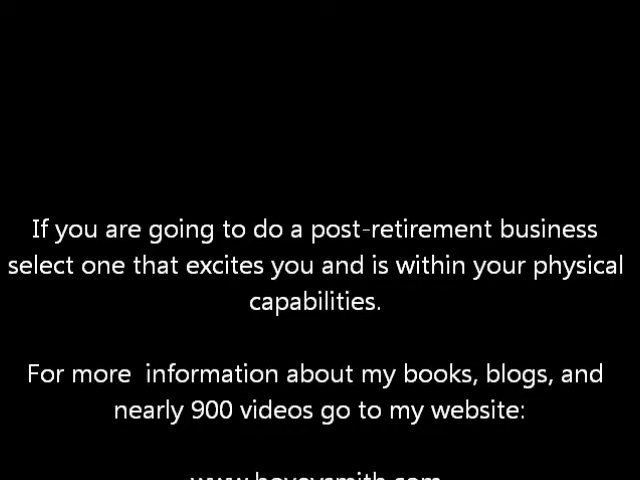 If you are going to do a post-retirement business
select one that excites you and is within your physical
capabilities.
For more  information about my books, blogs, and
nearly 900 videos go to my website: